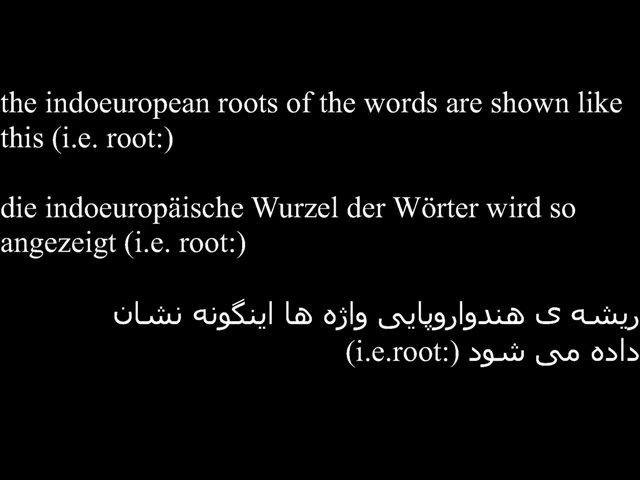 the indoeuropean roots of the words are shown like
this (i.e. root:)
die indoeuropäische Wurzel der Wörter wird so
angezeigt (i.e. root:)
ریشه ی هندواروپایی واژه ها اینگونه نشان
داده می شود (i.e.root:)